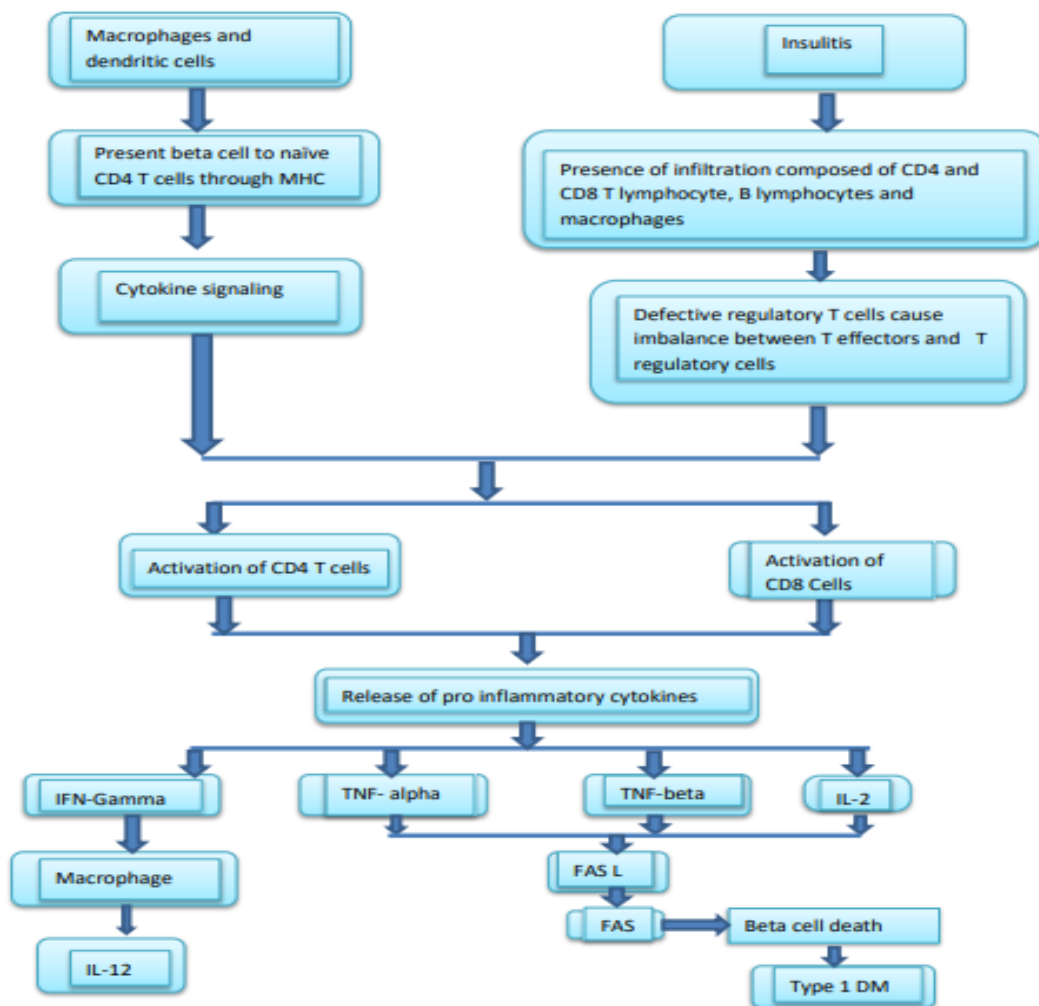 Macrophages and
dendritic cells
Insulitis
Present beta cell to naïve
CD4 T cells through MHC
Presence of infiltration composed of CD4 and
CD8 T lymphocyte, B lymphocytes and
macrophages
Cytokine signaling
Defective regulatory T cells cause
imbalance between T effectors and T
regulatory cells
Activation of CD4 T cells
Activation of
CD8 Cells
Release of pro inflammatory cytokines
IFN-Gamma
TNF- alpha
TNF-beta
IL-2
Macrophage
FAS L
FAS
Beta cell death
IL-12
Type 1 DM